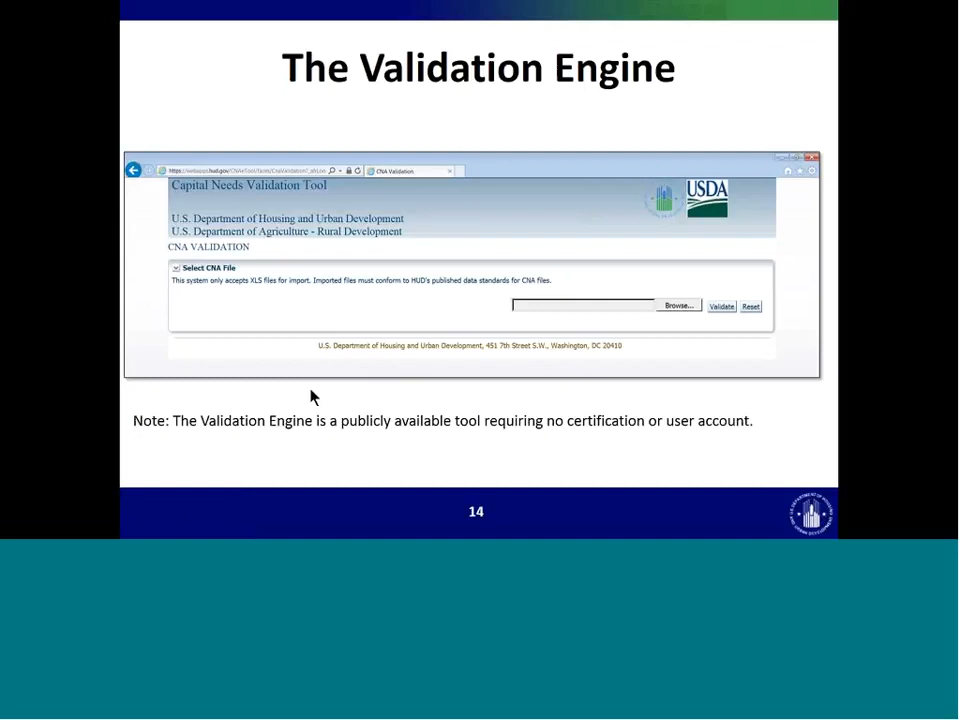 The Validation Engine
CNA Validation
Capital Needs Validation Tool
USDA
U.S. Department of Housing and Urban Development
U.S. Department of Agriculture - Rural Development
CNA VALIDATION
Select CNA File
This system only accepts XLS files for import. Imported files must conform to HUD's published data standards for CNA files.
Browse... Validate Reset
U.S. Department of Housing and Urban Development, 451 7th Street S.W., Washington, DC 20410
Note: The Validation Engine is a publicly available tool requiring no certification or user account.
14